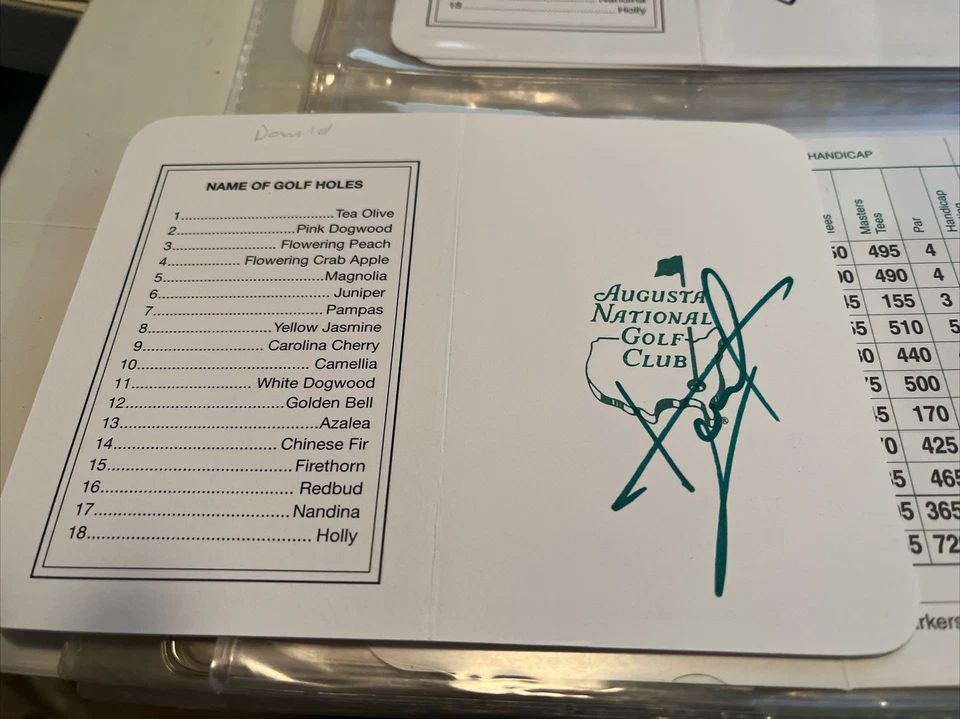 18 Holly
Donald
NAME OF GOLF HOLES
1 Tea Olive
2 Pink Dogwood
3 Flowering Peach
4 Flowering Crab Apple
5 Magnolia
6 Juniper
7 Pampas
8 Yellow Jasmine
9 Carolina Cherry
10 Camellia
11 White Dogwood
12 Golden Bell
13 Azalea
14 Chinese Fir
15 Firethorn
16 Redbud
17 Nandina
18 Holly
AUGUSTA
NATIONAL
GOLF
CLUB
®
HANDICAP
Masters Tees
Par
Handicap
495 4
490 4
155 3
510 5
440
500
170
425
465
365
72